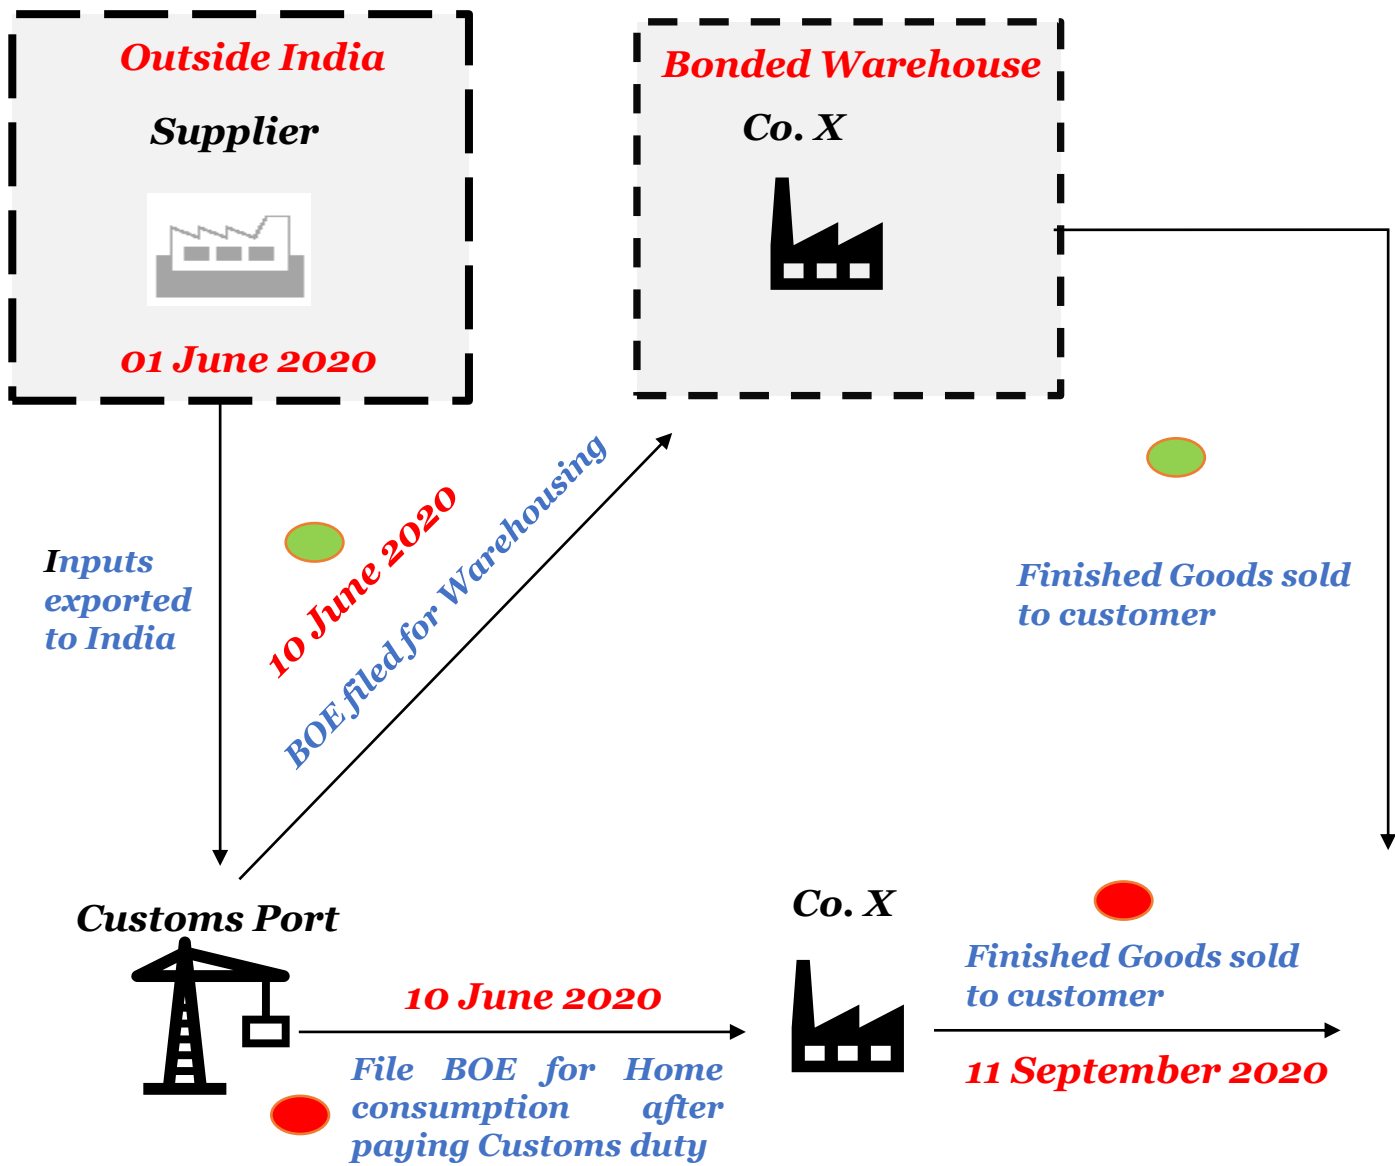 Outside India
Supplier
01 June 2020
Bonded Warehouse
Co. X
Inputs
exported
to India
10 June 2020
BOE filed for Warehousing
Finished Goods sold
to customer
Customs Port
10 June 2020
File BOE for Home
consumption after
paying Customs duty
Co. X
Finished Goods sold
to customer
11 September 2020